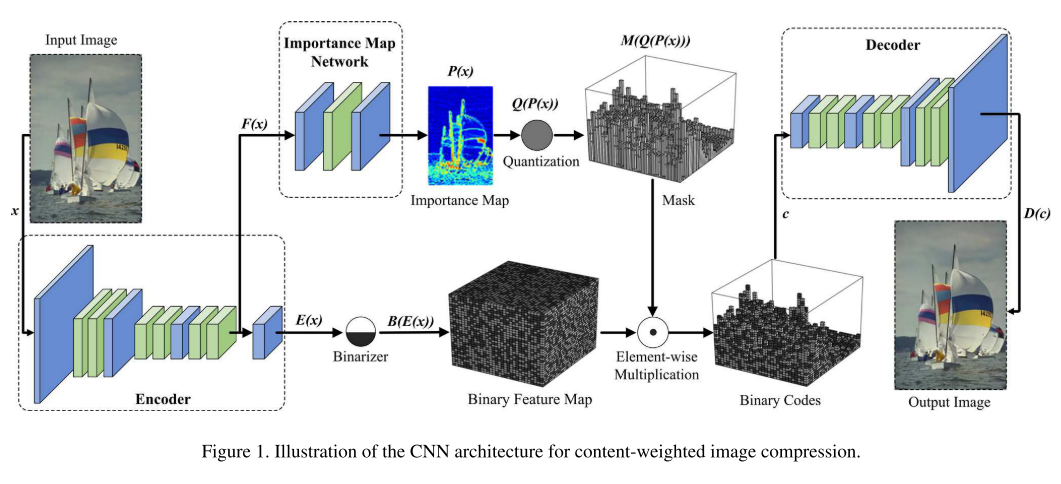 Input Image
x
Encoder
F(x)
Importance Map
Network
P(x)
Importance Map
Q(P(x))
Quantization
M(Q(P(x)))
Mask
E(x)
Binarizer
B(E(x))
Binary Feature Map
Element-wise
Multiplication
Binary Codes
c
Decoder
D(c)
Output Image
Figure 1. Illustration of the CNN architecture for content-weighted image compression.